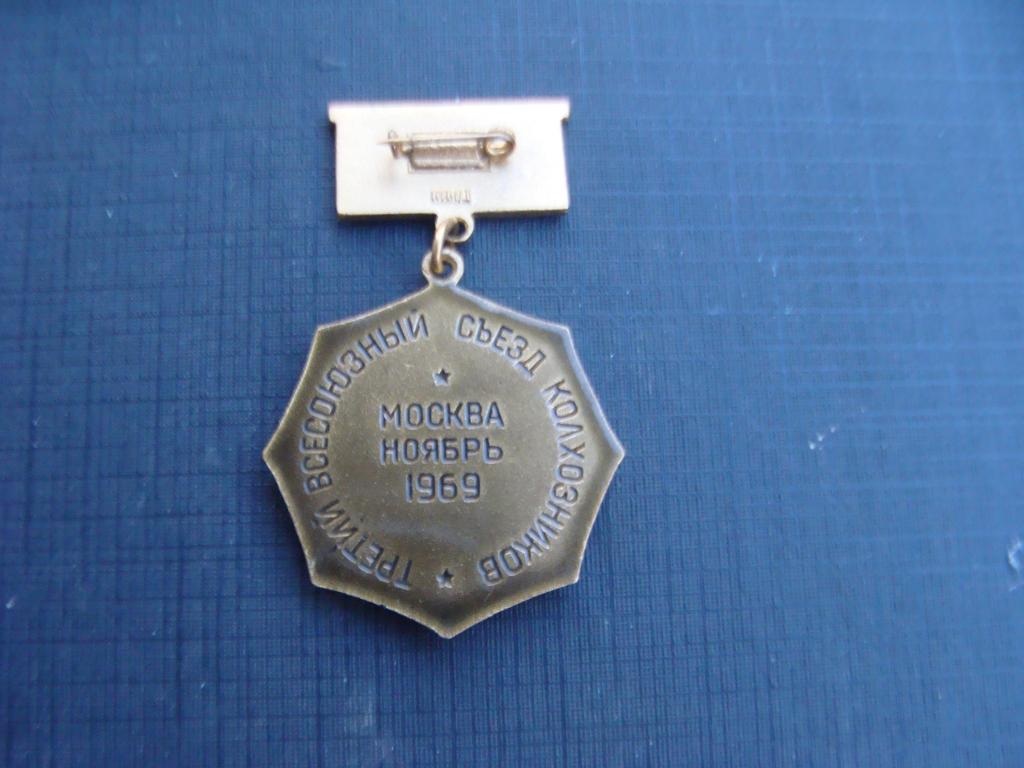 ТРЕТИЙ ВСЕСОЮЗНЫЙ СЪЕЗД КОЛХОЗНИКОВ
МОСКВА
НОЯБРЬ
1969